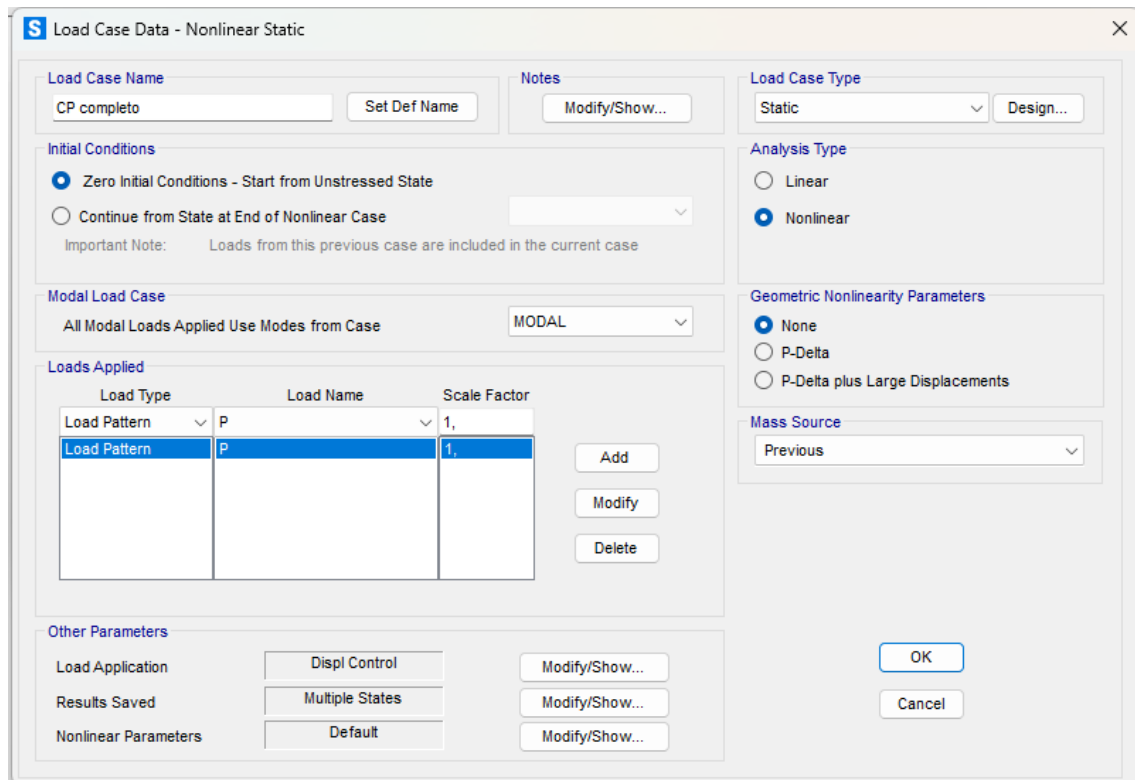 S Load Case Data - Nonlinear Static
Load Case Name
CP completo
Set Def Name
Notes
Modify/Show...
Load Case Type
Static
Design...
Initial Conditions
Zero Initial Conditions - Start from Unstressed State
Continue from State at End of Nonlinear Case
Important Note: Loads from this previous case are included in the current case
Analysis Type
Linear
Nonlinear
Modal Load Case
All Modal Loads Applied Use Modes from Case
MODAL
Geometric Nonlinearity Parameters
None
P-Delta
P-Delta plus Large Displacements
Loads Applied
Load Type Load Name Scale Factor
Load Pattern P 1,
Load Pattern P 1,
Add
Modify
Delete
Mass Source
Previous
Other Parameters
Load Application Displ Control Modify/Show...
Results Saved Multiple States Modify/Show...
Nonlinear Parameters Default Modify/Show...
OK
Cancel